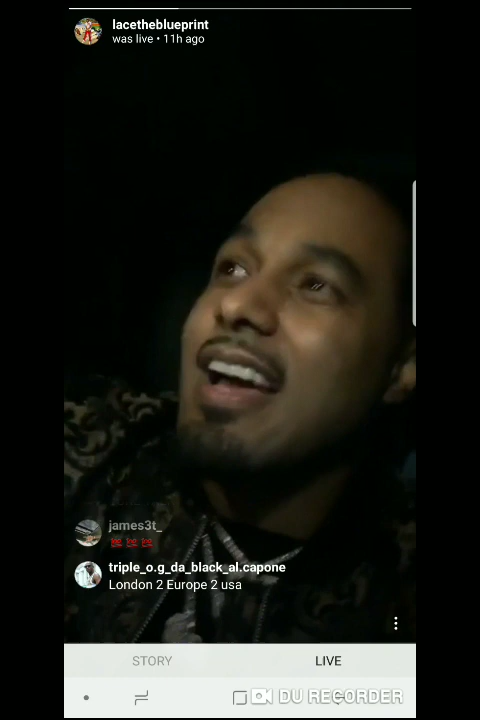 lacetheblueprint
was live • 11h ago
james3t_
💯💯💯
triple_o.g_da_black_al.capone
London 2 Europe 2 usa
STORY
LIVE
DU RECORDER